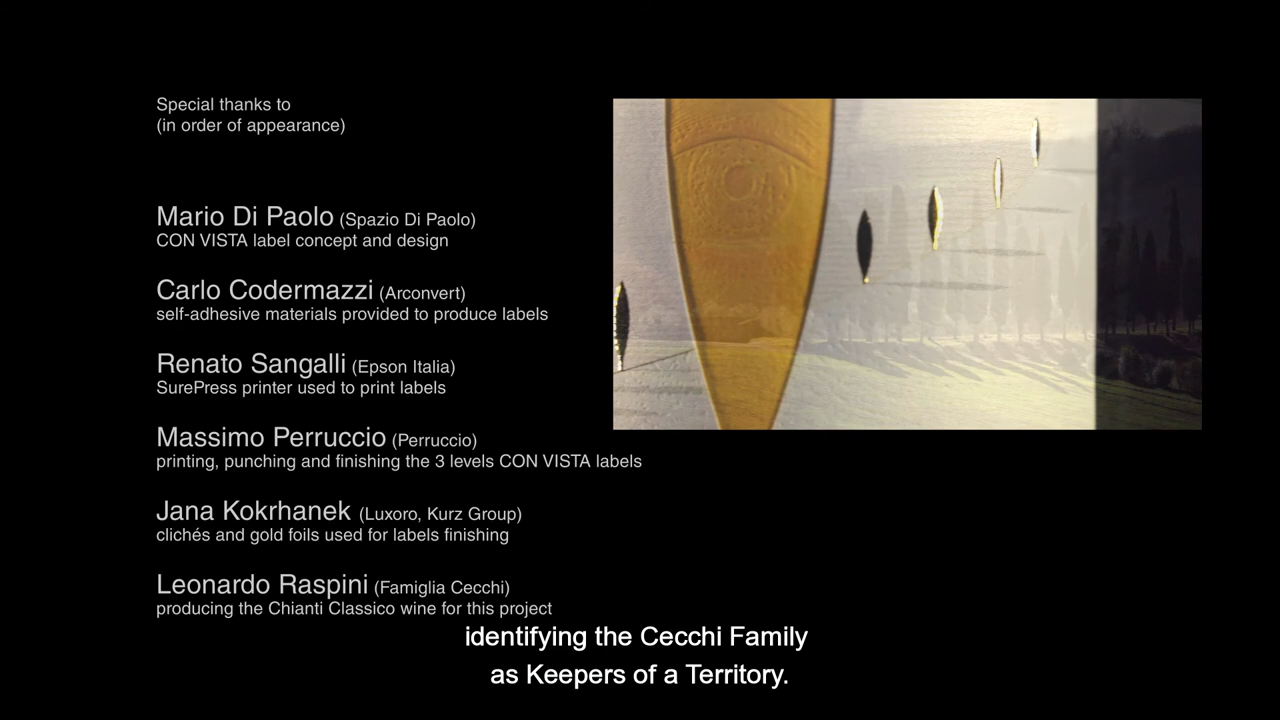 Special thanks to
(in order of appearance)
Mario Di Paolo (Spazio Di Paolo)
CON VISTA label concept and design
Carlo Codermazzi (Arconvert)
self-adhesive materials provided to produce labels
Renato Sangalli (Epson Italia)
SurePress printer used to print labels
Massimo Perruccio (Perruccio)
printing, punching and finishing the 3 levels CON VISTA labels
Jana Kokrhanek (Luxoro, Kurz Group)
clichés and gold foils used for labels finishing
Leonardo Raspini (Famiglia Cecchi)
producing the Chianti Classico wine for this project
identifying the Cecchi Family
as Keepers of a Territory.